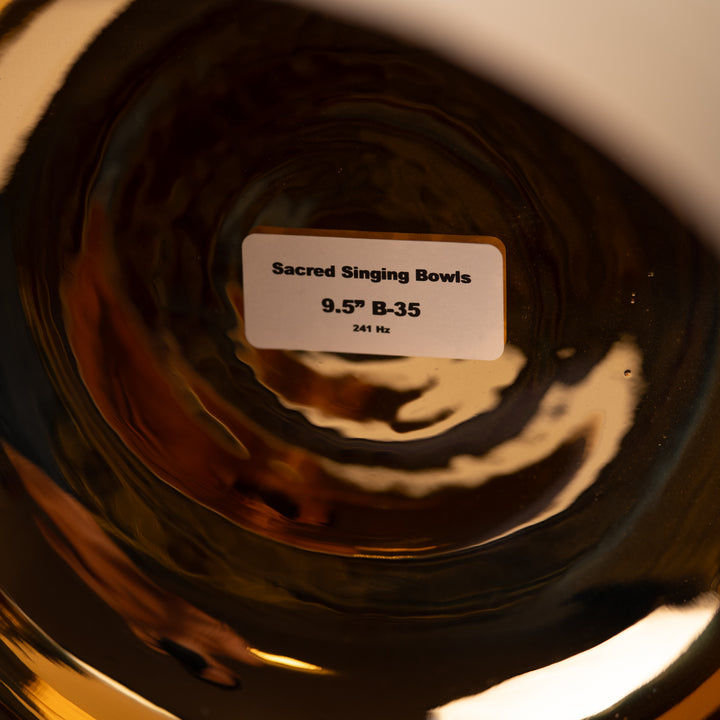 Sacred Singing Bowls
9.5” B-35
241 Hz